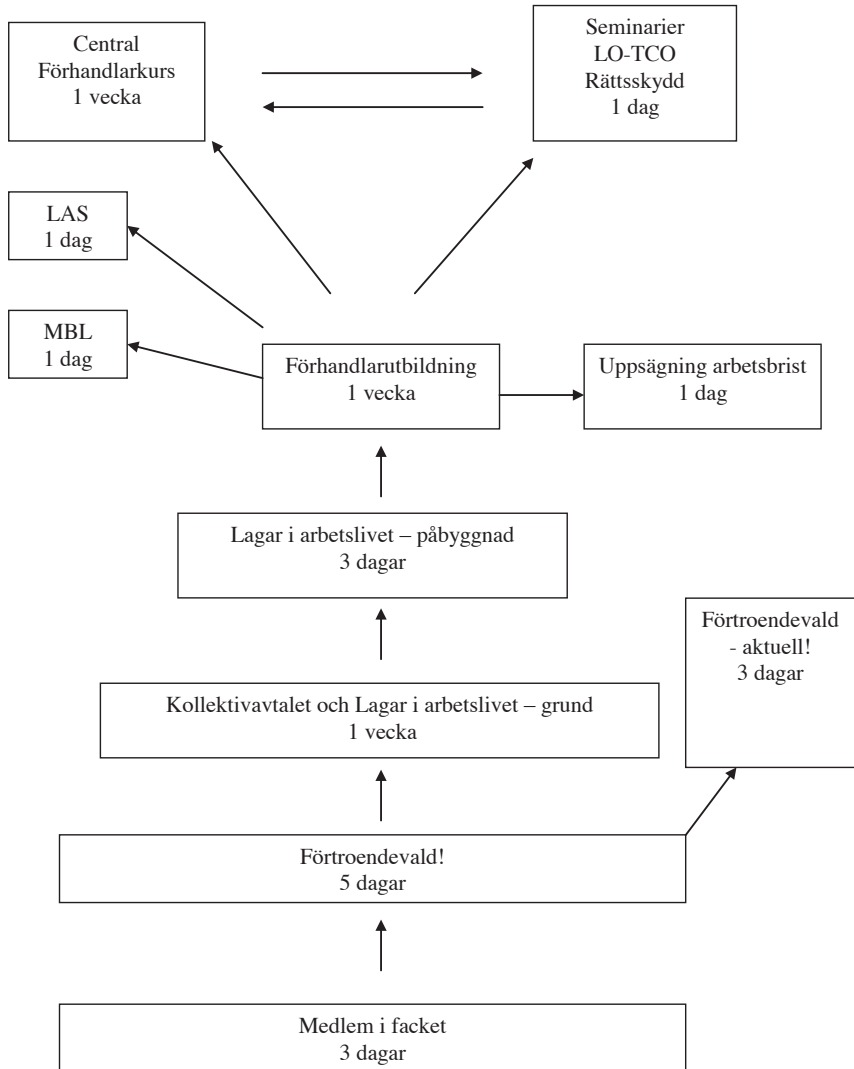 Central
Förhandlarkurs
1 vecka
Seminarier
LO-TCO
Rättsskydd
1 dag
LAS
1 dag
MBL
1 dag
Förhandlarutbildning
1 vecka
Uppsägning arbetsbrist
1 dag
Lagar i arbetslivet – påbyggnad
3 dagar
Förtroendevald
- aktuell!
3 dagar
Kollektivavtalet och Lagar i arbetslivet – grund
1 vecka
Förtroendevald!
5 dagar
Medlem i facket
3 dagar